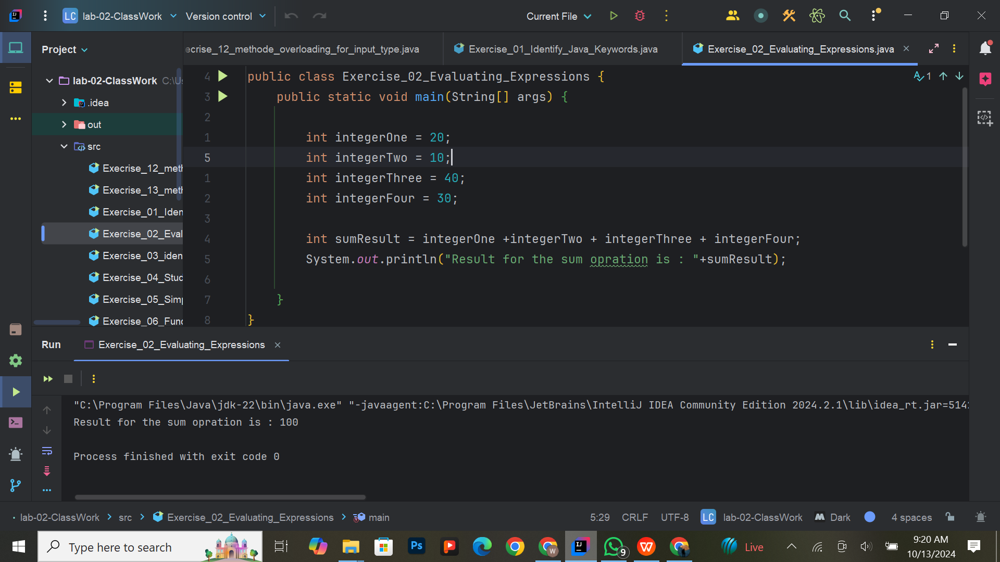 LC lab-02-ClassWork Version control Current File
Project
ecrise_12_methode_overloading_for_input_type.java Exercise_01_Identify_Java_Keywords.java Exercise_02_Evaluating_Expressions.java
lab-02-ClassWork C:\Us
.idea
out
src
Execrise_12_meth
Execrise_13_meth
Exercise_01_Iden
Exercise_02_Eval
Exercise_03_iden
Exercise_04_Stud
Exercise_05_Simp
Exercise_06_Func
1
4 public class Exercise_02_Evaluating_Expressions {
3 public static void main(String[] args) {
2
1 int integerOne = 20;
5 int integerTwo = 10;
1 int integerThree = 40;
2 int integerFour = 30;
3
4 int sumResult = integerOne +integerTwo + integerThree + integerFour;
5 System.out.println("Result for the sum opration is : "+sumResult);
6
7 }
8 }
Run Exercise_02_Evaluating_Expressions
"C:\Program Files\Java\jdk-22\bin\java.exe" "-javaagent:C:\Program Files\JetBrains\IntelliJ IDEA Community Edition 2024.2.1\lib\idea_rt.jar=5142
Result for the sum opration is : 100
Process finished with exit code 0
lab-02-ClassWork src Exercise_02_Evaluating_Expressions main 5:29 CRLF UTF-8 LC lab-02-ClassWork Dark 4 spaces
Type here to search Ps W 9 Live 9:20 AM
10/13/2024